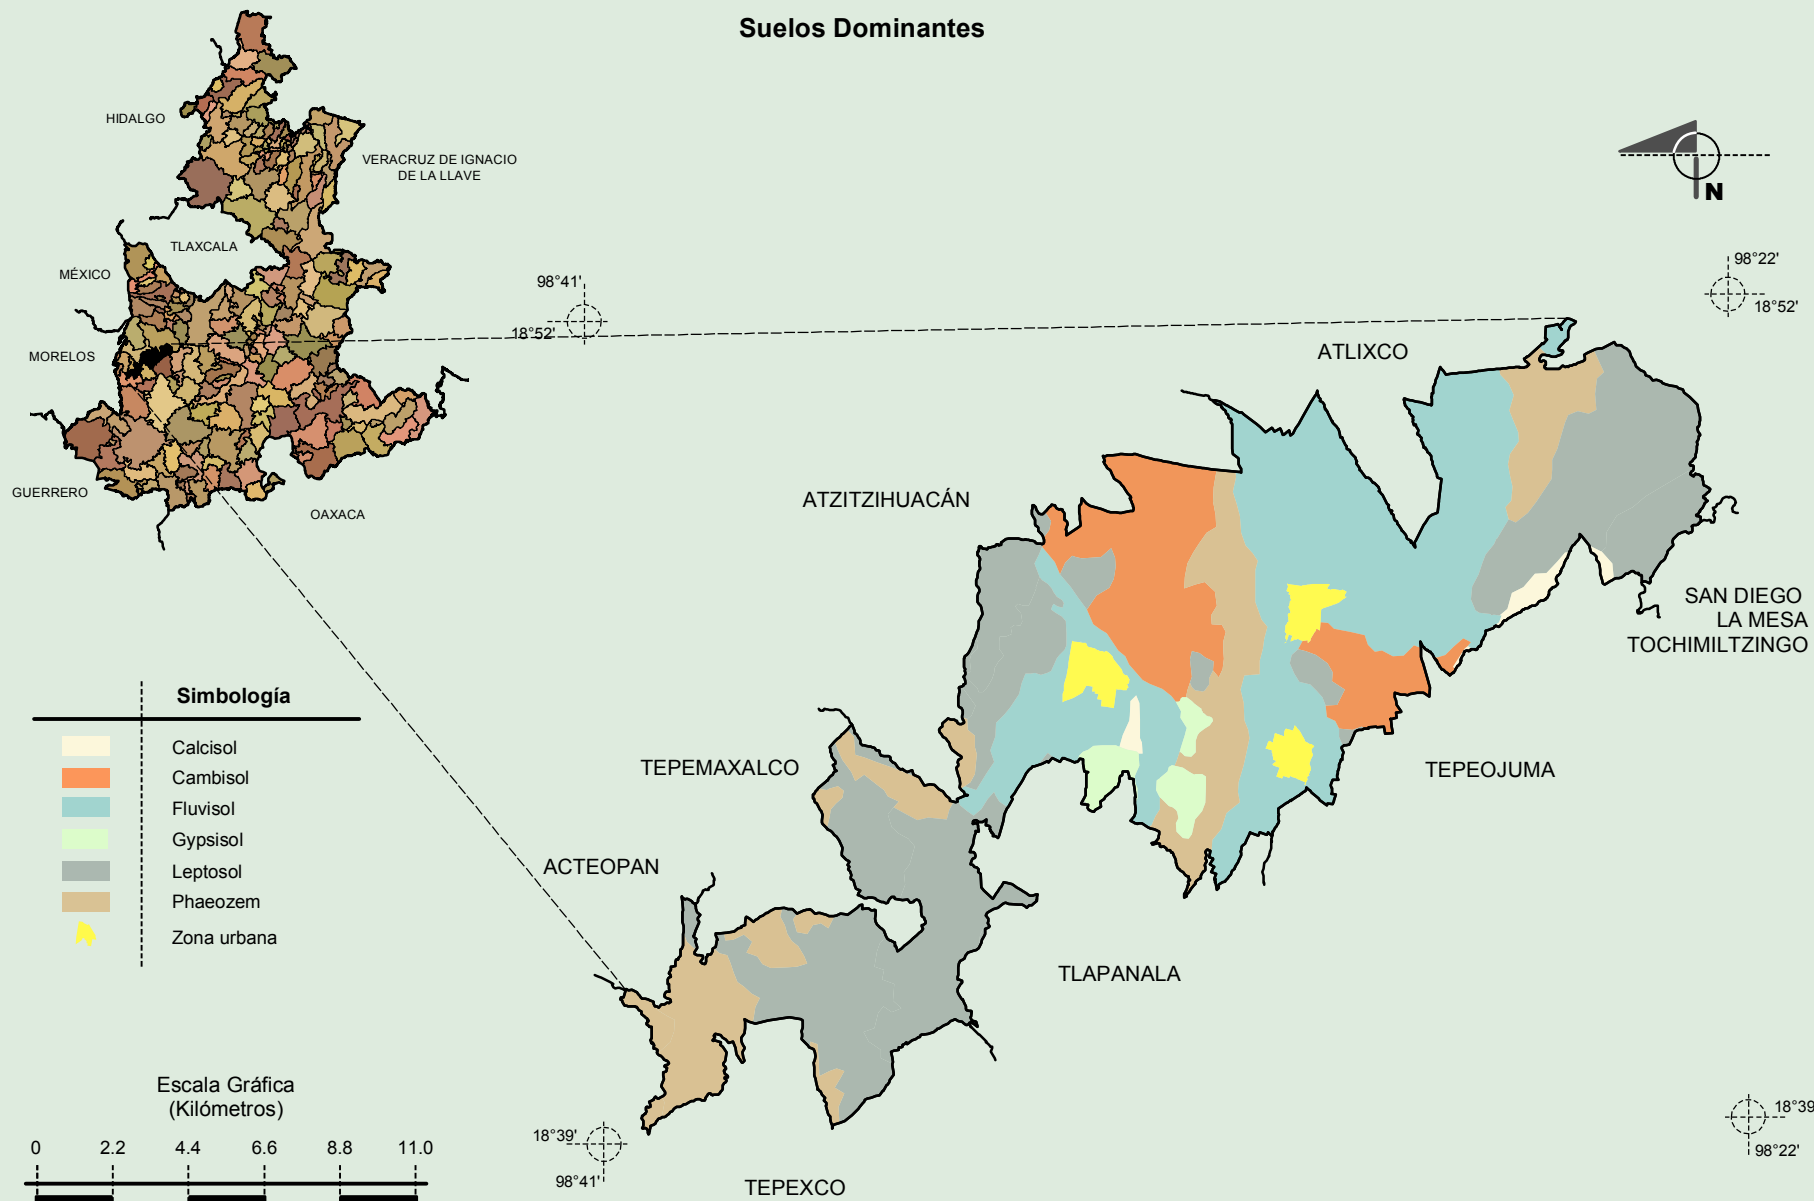 Suelos Dominantes
HIDALGO
VERACRUZ DE IGNACIO
DE LA LLAVE
TLAXCALA
MÉXICO
MORELOS
GUERRERO
OAXACA
N
98°41'
18°52'
98°22'
18°52'
ATLIXCO
ATZITZIHUACÁN
SAN DIEGO
LA MESA
TOCHIMILTZINGO
TEPEMAXALCO
TEPEOJUMA
ACTEOPAN
TLAPANALA
TEPEXCO
Simbología
Calcisol
Cambisol
Fluvisol
Gypsisol
Leptosol
Phaeozem
Zona urbana
Escala Gráfica
(Kilómetros)
0 2.2 4.4 6.6 8.8 11.0
18°39'
98°41'
18°39
98°22'